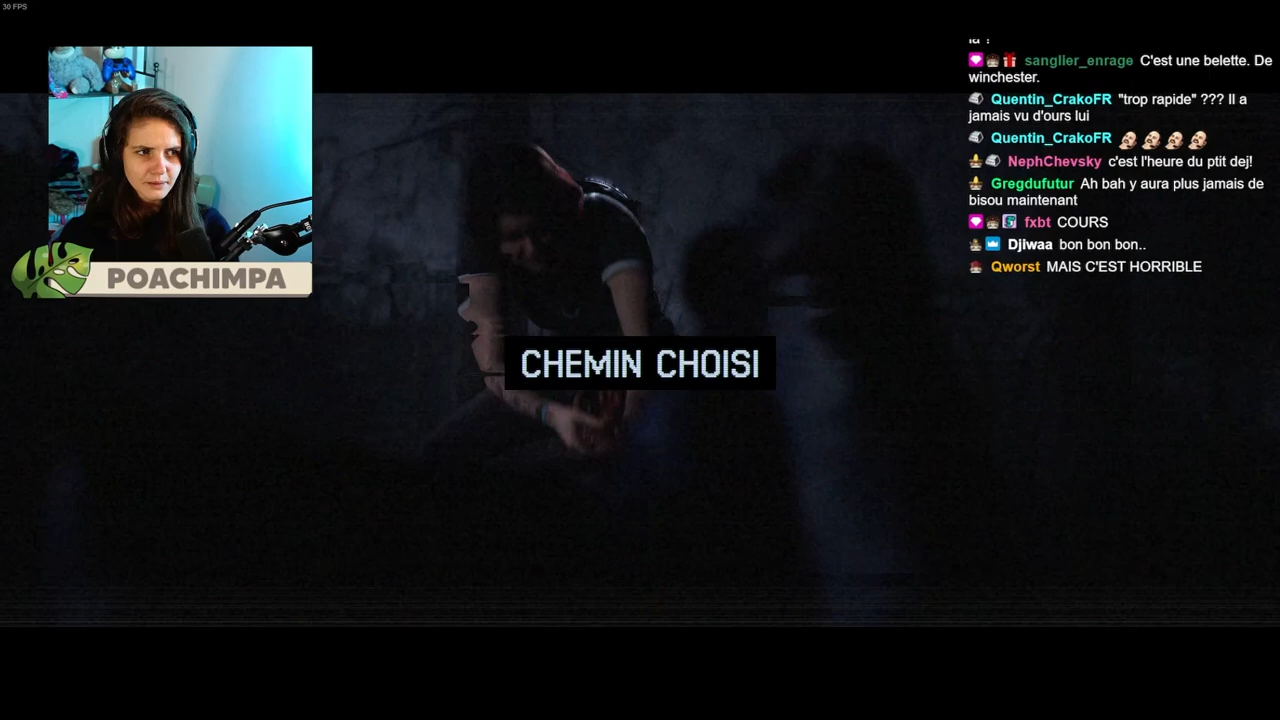 30 FPS
sanglier_enrage C'est une belette. De
winchester.
Quentin_CrakoFR "trop rapide" ??? Il a
jamais vu d'ours lui
Quentin_CrakoFR
NephChevsky c'est l'heure du ptit dej!
Gregdufutur Ah bah y aura plus jamais de
bisou maintenant
fxbt COURS
Djiwaa bon bon bon..
Qworst MAIS C'EST HORRIBLE
POACHIMPA
CHEMIN CHOISI